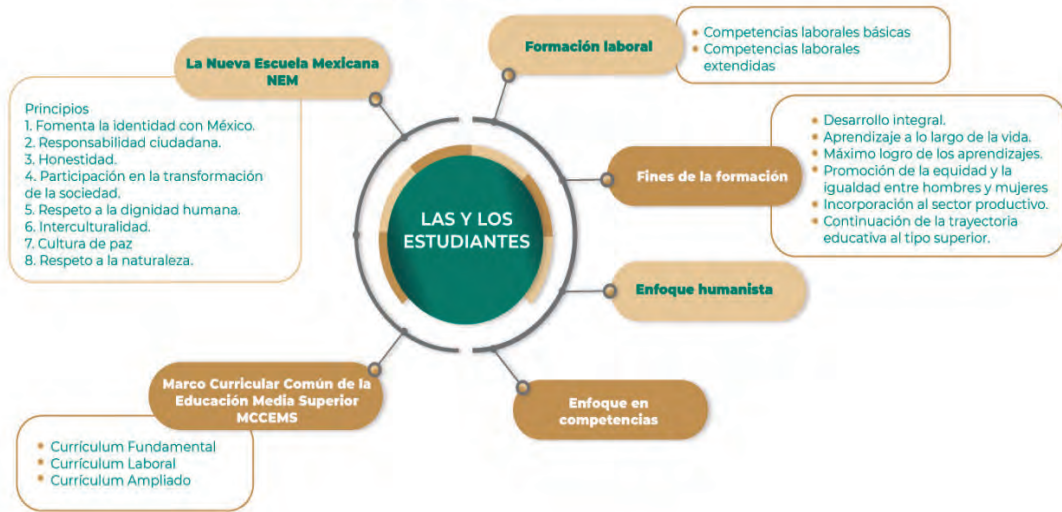 La Nueva Escuela Mexicana
NEM
Principios
1. Fomenta la identidad con México.
2. Responsabilidad ciudadana.
3. Honestidad.
4. Participación en la transformación
de la sociedad.
5. Respeto a la dignidad humana.
6. Interculturalidad.
7. Cultura de paz
8. Respeto a la naturaleza.
Formación laboral
Competencias laborales básicas
Competencias laborales
extendidas
LAS Y LOS
ESTUDIANTES
Fines de la formación
Desarrollo integral.
Aprendizaje a lo largo de la vida.
Máximo logro de los aprendizajes.
Promoción de la equidad y la
igualdad entre hombres y mujeres
Incorporación al sector productivo.
Continuación de la trayectoria
educativa al tipo superior.
Enfoque humanista
Enfoque en
competencias
Marco Curricular Común de la
Educación Media Superior
MCCEMS
Currículum Fundamental
Currículum Laboral
Currículum Ampliado